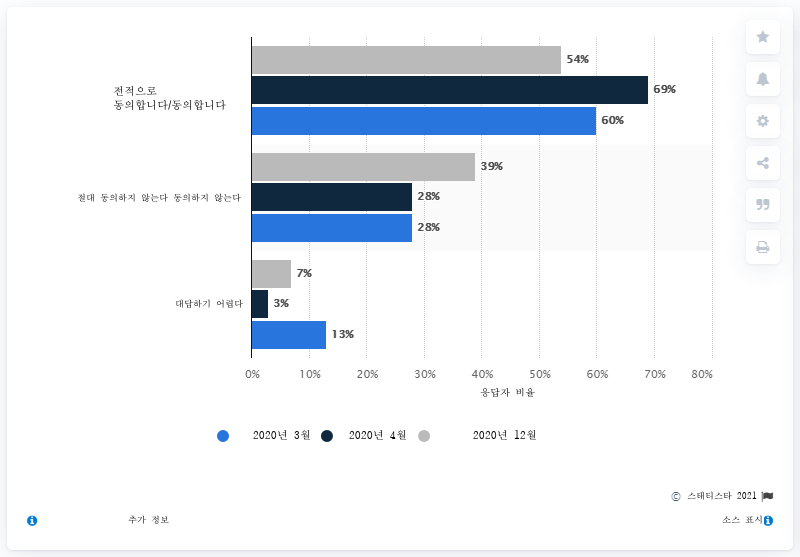 54%
전적으로
동의합니다/동의합니다
69%
60%
39%
절대 동의하지 않는다 동의하지 않는다
28%
28%
7%
대답하기 어렵다
3%
13%
0% 10% 20% 30% 40% 50% 60% 70% 80%
응답자 비율
2020년 3월 2020년 4월 2020년 12월
© 스태티스타 2021
추가 정보 소스 표시